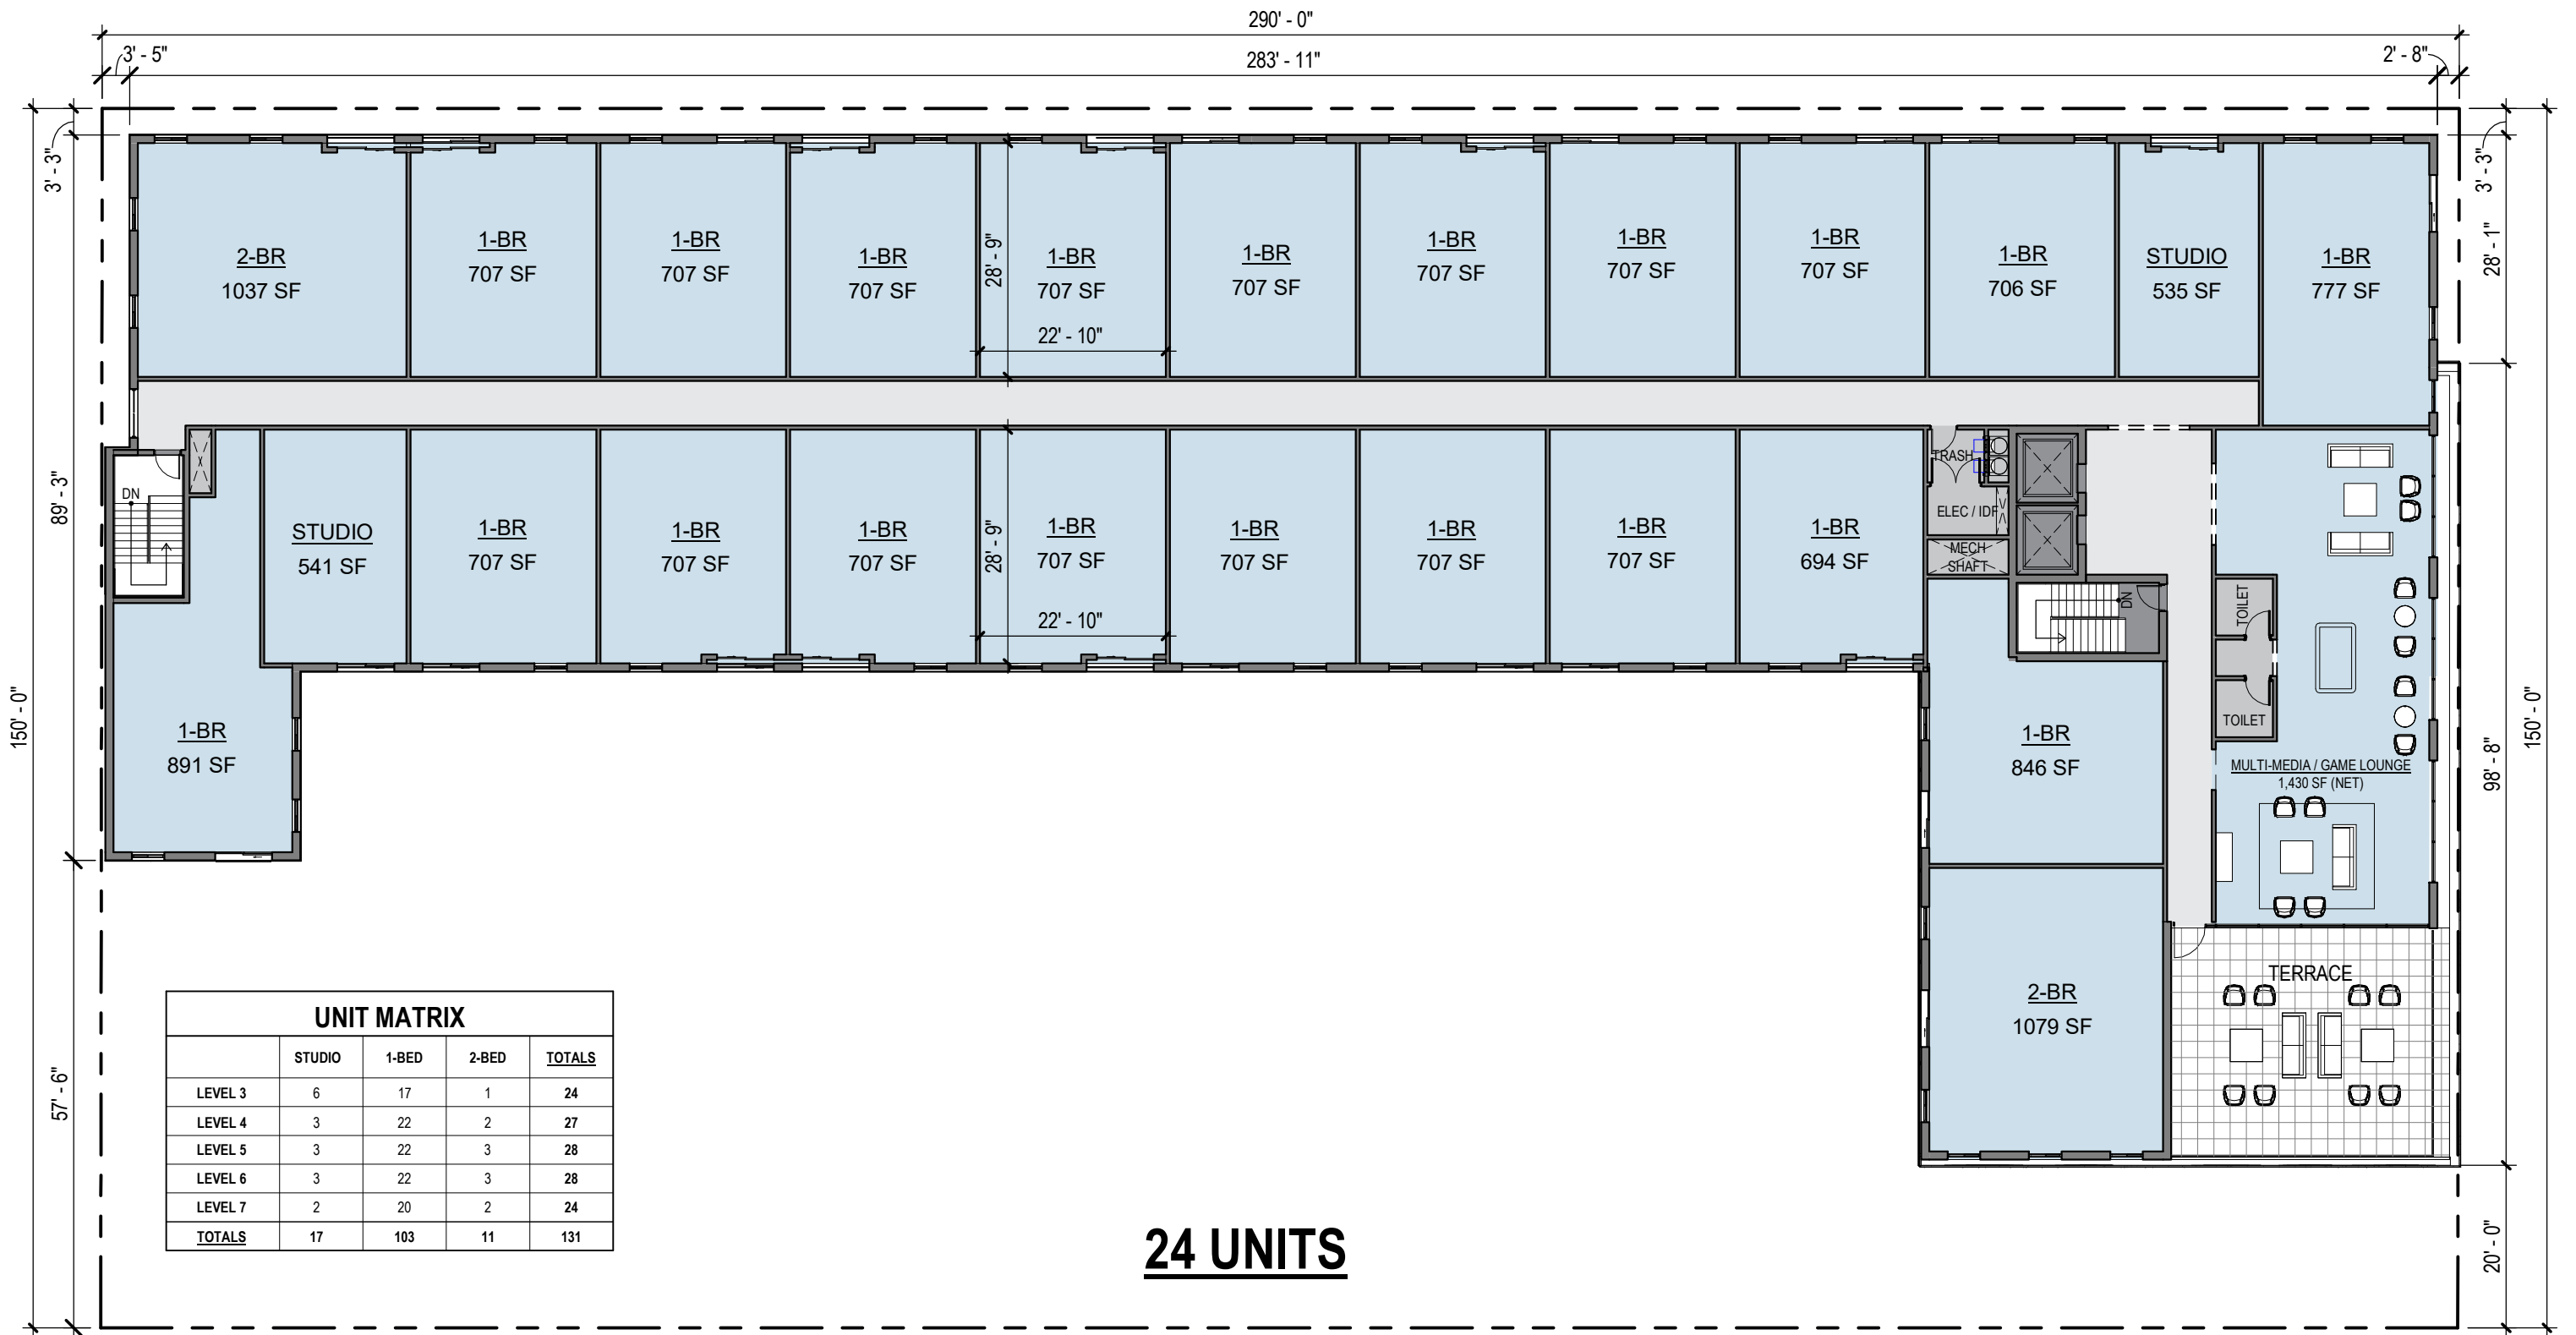 290' - 0"
3' - 5"
283' - 11"
2' - 8"
3' - 3"
89' - 3"
57' - 6"
150' - 0"
3' - 3"
28' - 1"
98' - 8"
20' - 0"
150' - 0"
2-BR
1037 SF
1-BR
707 SF
1-BR
707 SF
1-BR
707 SF
28' - 9"
1-BR
707 SF
22' - 10"
1-BR
707 SF
1-BR
707 SF
1-BR
707 SF
1-BR
707 SF
1-BR
706 SF
STUDIO
535 SF
1-BR
777 SF
DN
STUDIO
541 SF
1-BR
707 SF
1-BR
707 SF
1-BR
707 SF
28' - 9"
1-BR
707 SF
22' - 10"
1-BR
707 SF
1-BR
707 SF
1-BR
707 SF
1-BR
694 SF
TRASH
ELEC / IDF
MECH
SHAFT
DN
TOILET
TOILET
1-BR
891 SF
1-BR
846 SF
MULTI-MEDIA / GAME LOUNGE
1,430 SF (NET)
2-BR
1079 SF
TERRACE
UNIT MATRIX
STUDIO 1-BED 2-BED TOTALS
LEVEL 3 6 17 1 24
LEVEL 4 3 22 2 27
LEVEL 5 3 22 3 28
LEVEL 6 3 22 3 28
LEVEL 7 2 20 2 24
TOTALS 17 103 11 131
24 UNITS